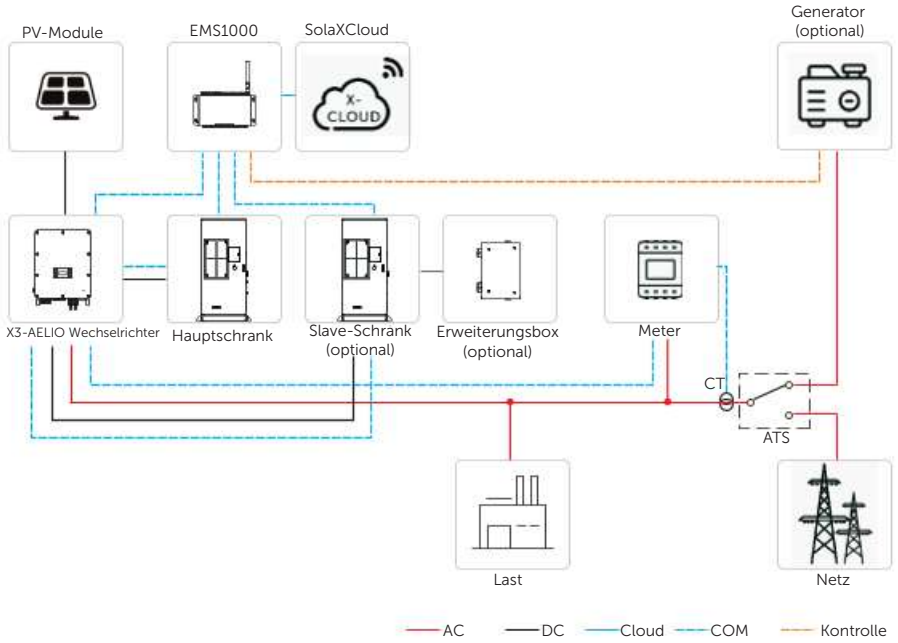 PV-Module
EMS1000
SolaXCloud
Generator
(optional)
X-
CLOUD
X3-AELIO Wechselrichter
Hauptschrank
Slave-Schrank
(optional)
Erweiterungsbox
(optional)
Meter
CT
ATS
Last
Netz
AC
DC
Cloud
COM
Kontrolle